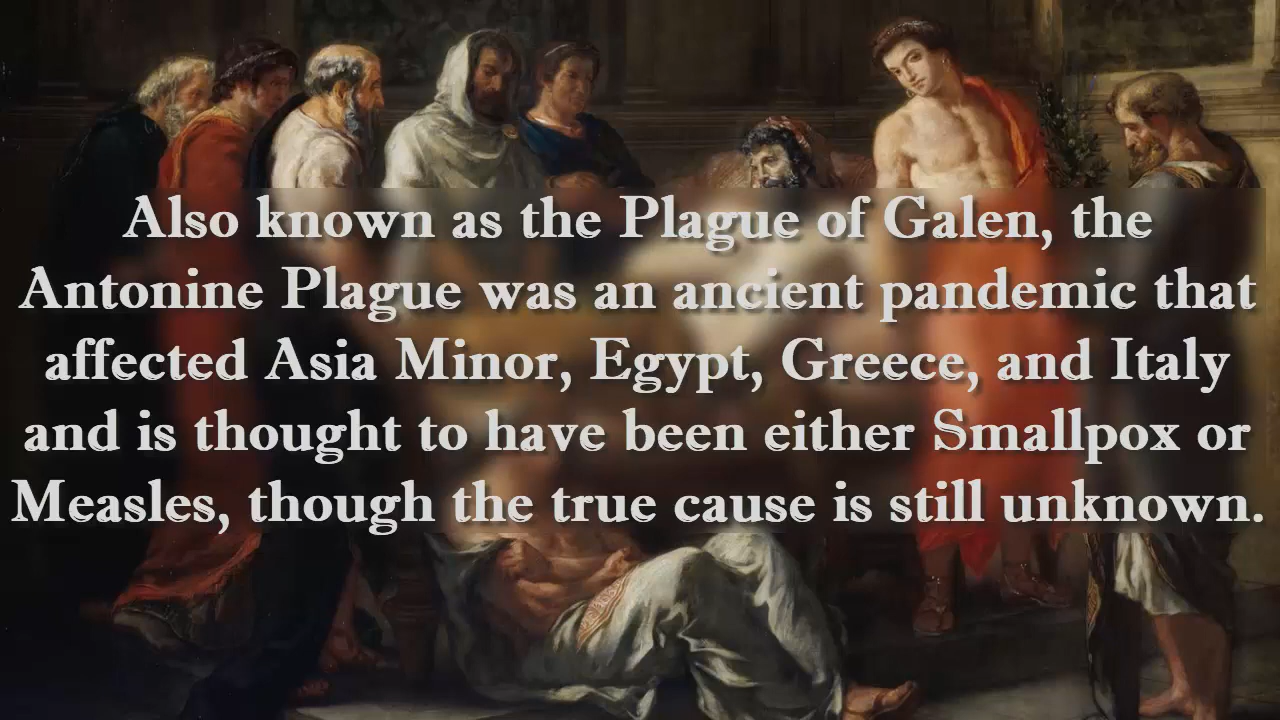 Also known as the Plague of Galen, the
Antonine Plague was an ancient pandemic that
affected Asia Minor, Egypt, Greece, and Italy
and is thought to have been either Smallpox or
Measles, though the true cause is still unknown.